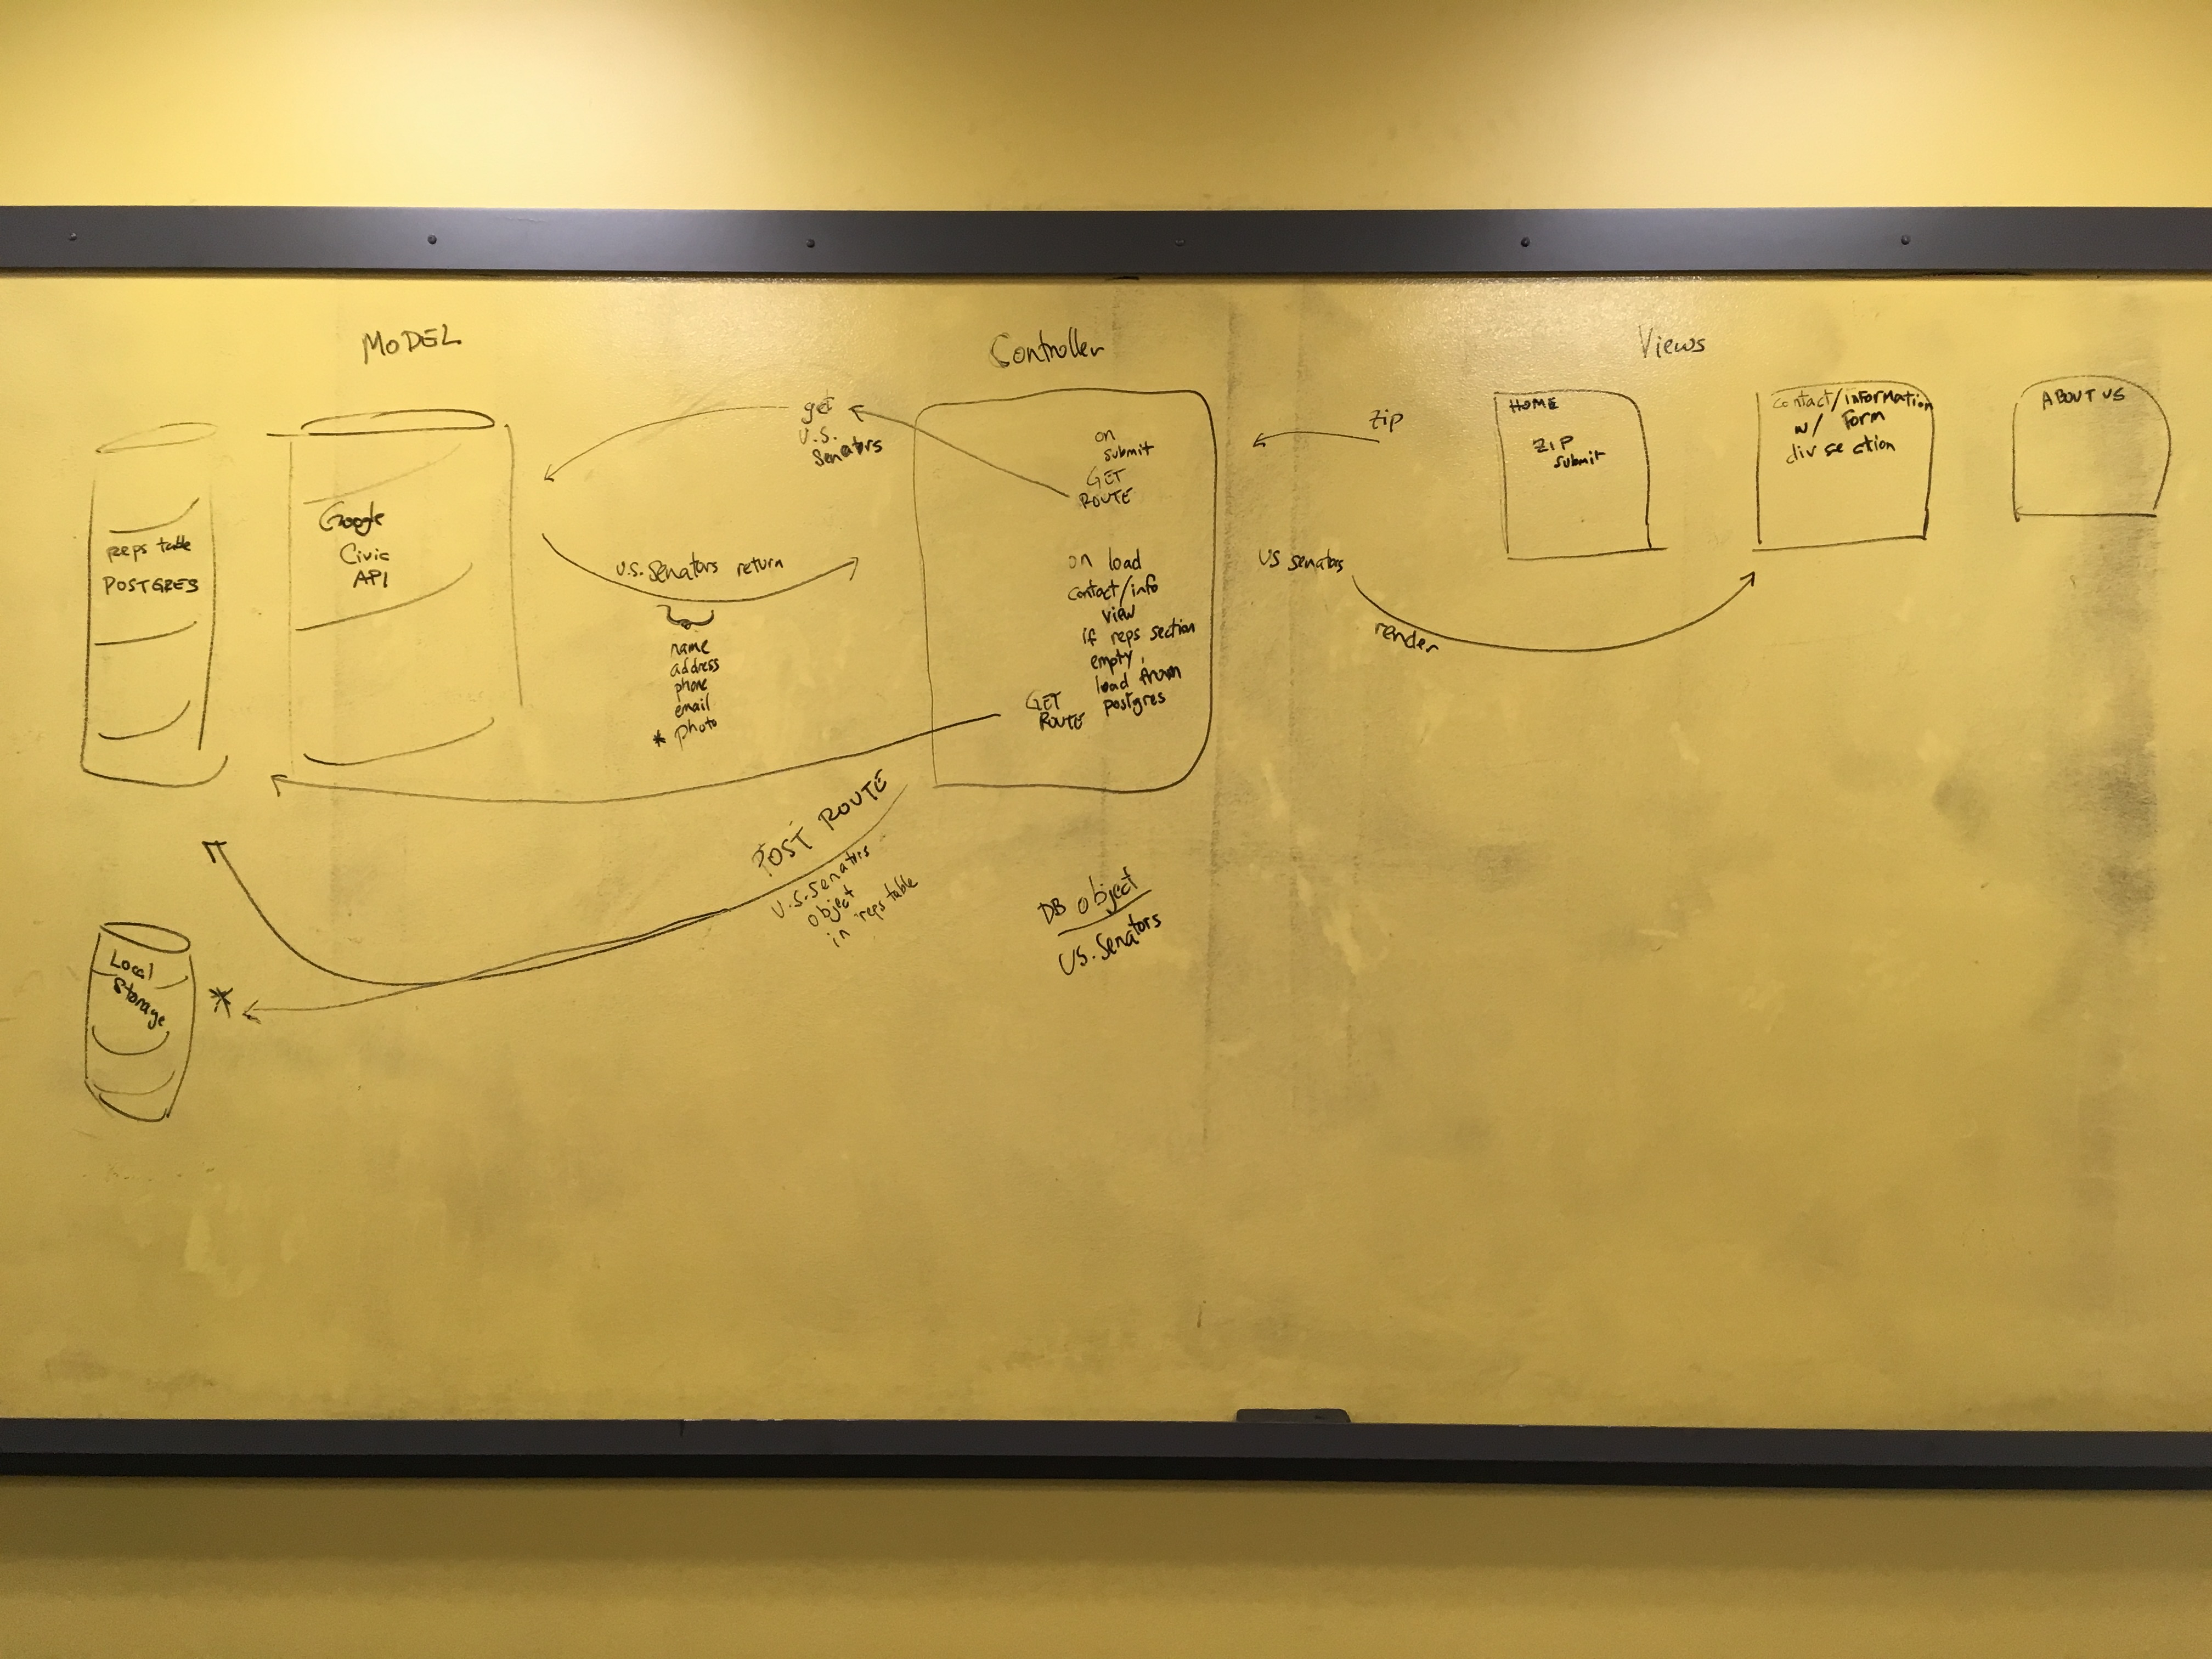 MODEL
Controller
Views
reps table
POSTGRES
Google
Civic
API
get
U.S.
Senators
U.S. Senators return
name
address
phone
email
* photo
on
submit
GET
ROUTE
on load
contact/info
view
if reps section
empty,
load from
postgres
GET
ROUTE
zip
US senators
render
HOME
ZIP
submit
contact/information
w/ Form
div section
ABOUT US
POST ROUTE
U.S. Senators
object
in reps table
DB object
US. Senators
Local
Storage
*